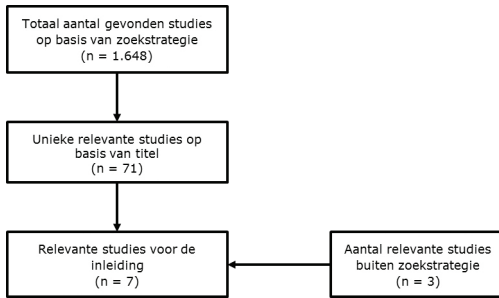 Totaal aantal gevonden studies
op basis van zoekstrategie
(n = 1.648)
Unieke relevante studies op
basis van titel
(n = 71)
Relevante studies voor de
inleiding
(n = 7)
Aantal relevante studies
buiten zoekstrategie
(n = 3)